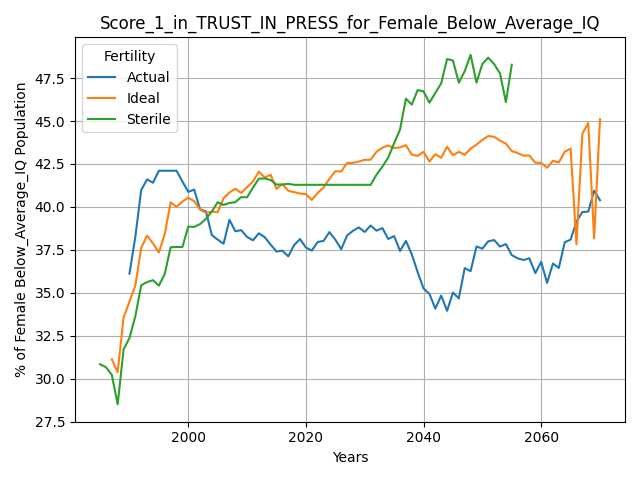 Score_1_in_TRUST_IN_PRESS_for_Female_Below_Average_IQ
Fertility
Actual
Ideal
Sterile
% of Female Below_Average_IQ Population
47.5
45.0
42.5
40.0
37.5
35.0
32.5
30.0
27.5
2000
2020
2040
2060
Years